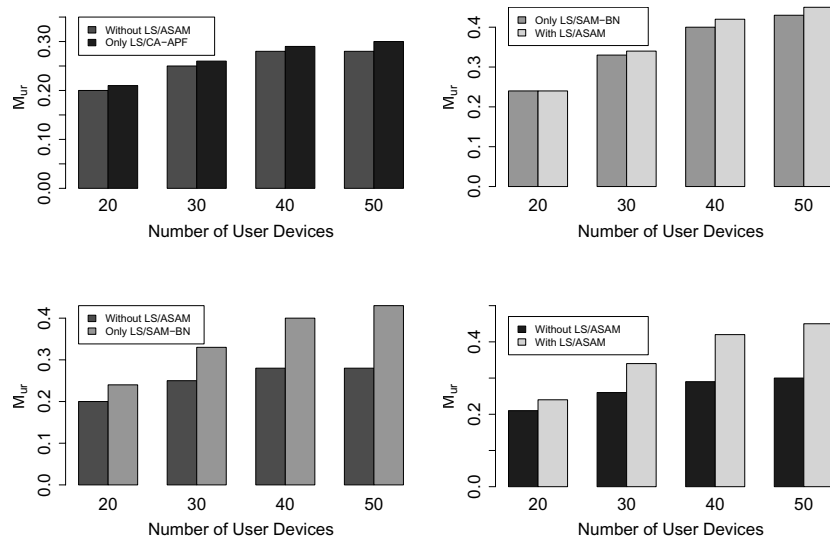 Without LS/ASAM
Only LS/CA−APF
0.30
0.20
0.10
0.00
Mur
20 30 40 50
Number of User Devices
Only LS/SAM−BN
With LS/ASAM
0.4
0.2
0.0
Mur
20 30 40 50
Number of User Devices
Without LS/ASAM
Only LS/SAM−BN
0.4
0.3
0.2
0.1
0.0
Mur
20 30 40 50
Number of User Devices
Without LS/ASAM
With LS/ASAM
0.4
0.2
0.0
Mur
20 30 40 50
Number of User Devices